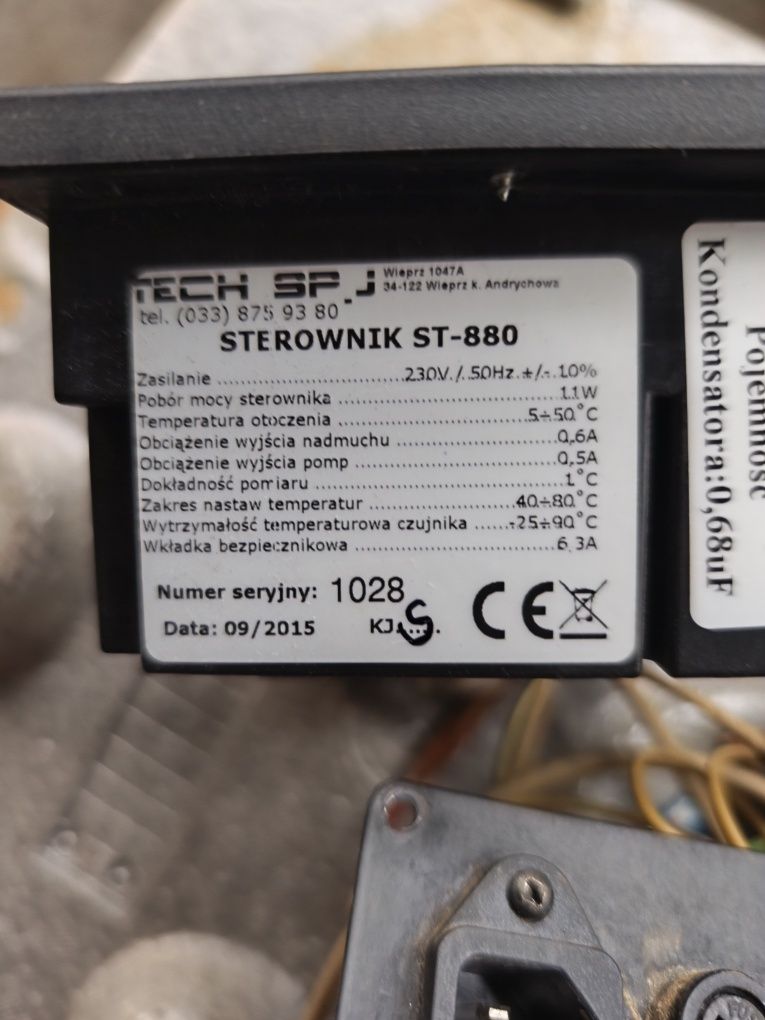 TECH SP.J
Wieprz 1047A
34-122 Wieprz k. Andrychowa
tel. (033) 875 93 80
STEROWNIK ST-880
Zasilanie ............................230V./.50Hz.+/-.10%
Pobór mocy sterownika ..................................11W
Temperatura otoczenia ............................5÷50°C
Obciążenie wyjścia nadmuchu .......................0,6A
Obciążenie wyjścia pomp .............................0,5A
Dokładność pomiaru ....................................1°C
Zakres nastaw temperatur .....................40÷80°C
Wytrzymałość temperaturowa czujnika ......-25÷90°C
Wkładka bezpiecznikowa ................................6,3A
Numer seryjny: 1028
Data: 09/2015 KJ.....
CE
Pojemność
Kondensatora:0,68uF